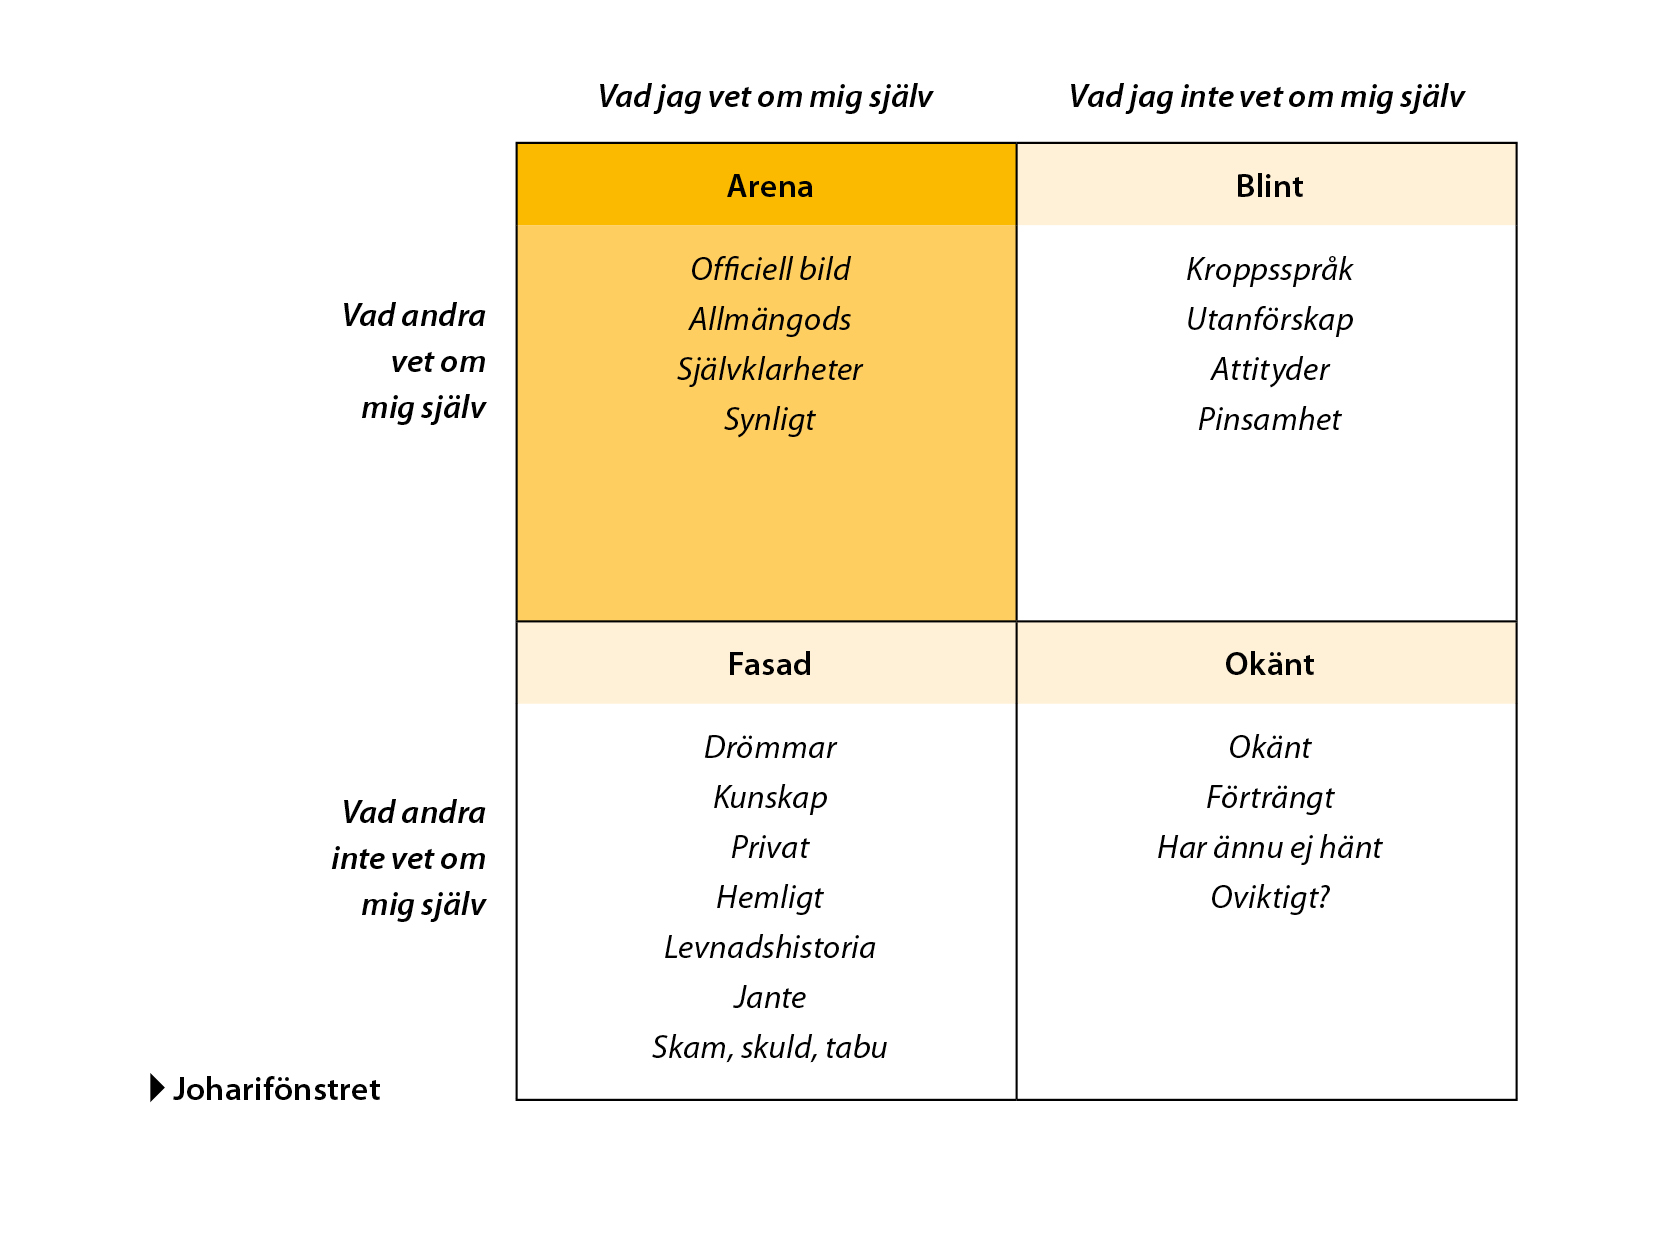 Vad jag vet om mig själv
Vad jag inte vet om mig själv
Vad andra
vet om
mig själv
Arena
Officiell bild
Allmängods
Självklarheter
Synligt
Blint
Kroppsspråk
Utanförskap
Attityder
Pinsamhet
Vad andra
inte vet om
mig själv
Fasad
Drömmar
Kunskap
Privat
Hemligt
Levnadshistoria
Jante
Skam, skuld, tabu
Okänt
Okänt
Förträngt
Har ännu ej hänt
Oviktigt?
Joharifönstret